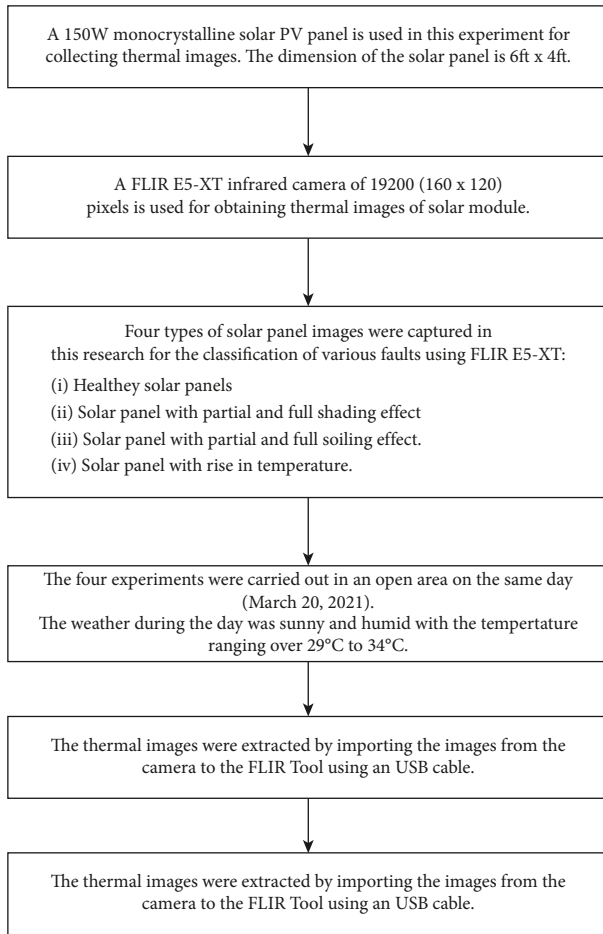 A 150W monocrystalline solar PV panel is used in this experiment for
collecting thermal images. The dimension of the solar panel is 6ft x 4ft.
A FLIR E5-XT infrared camera of 19200 (160 x 120)
pixels is used for obtaining thermal images of solar module.
Four types of solar panel images were captured in
this research for the classification of various faults using FLIR E5-XT:
(i) Healthey solar panels
(ii) Solar panel with partial and full shading effect
(iii) Solar panel with partial and full soiling effect.
(iv) Solar panel with rise in temperature.
The four experiments were carried out in an open area on the same day
(March 20, 2021).
The weather during the day was sunny and humid with the tempertature
ranging over 29°C to 34°C.
The thermal images were extracted by importing the images from the
camera to the FLIR Tool using an USB cable.
The thermal images were extracted by importing the images from the
camera to the FLIR Tool using an USB cable.